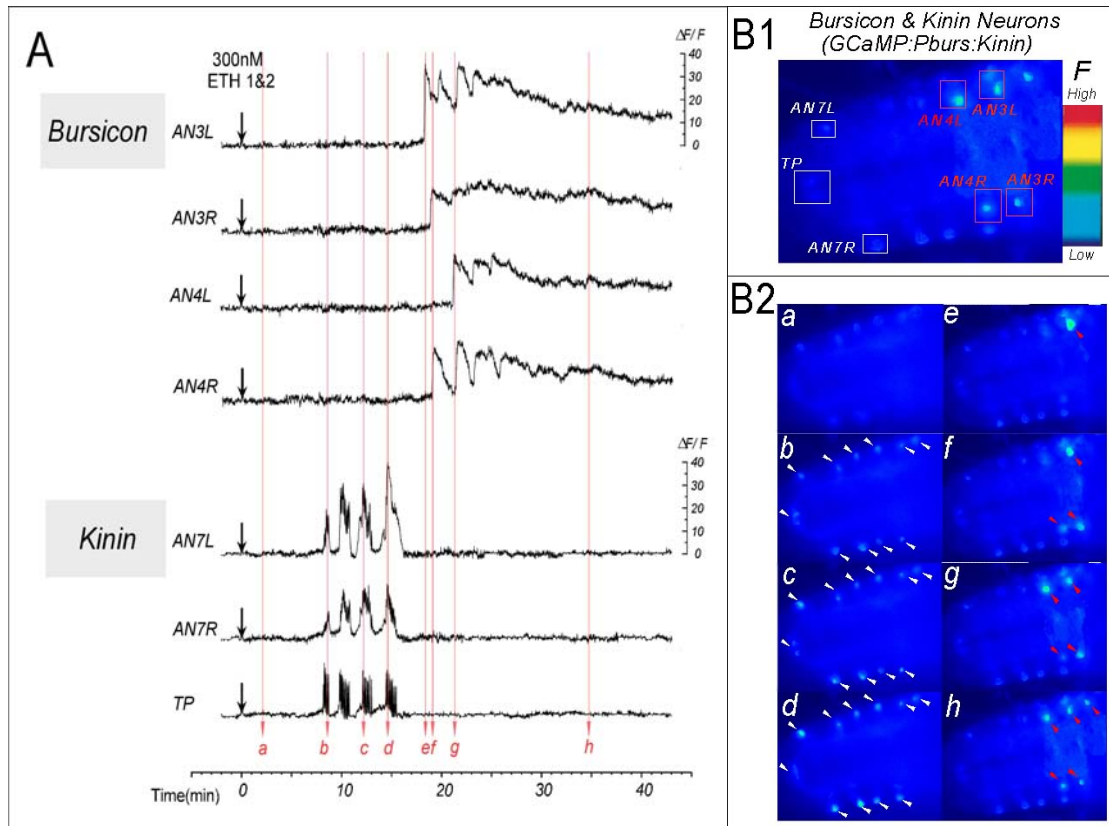 A
300nM
ETH 1&2
ΔF/F
40
30
20
10
0
Bursicon
AN3L
AN3R
AN4L
AN4R
ΔF/F
40
30
20
10
0
Kinin
AN7L
AN7R
TP
a b c d e f g h
Time(min) 0 10 20 30 40
B1
Bursicon & Kinin Neurons
(GCaMP:Pburs:Kinin)
F
High
Low
AN7L
AN4L
AN3L
TP
AN4R
AN3R
AN7R
B2
a
e
b
f
c
g
d
h